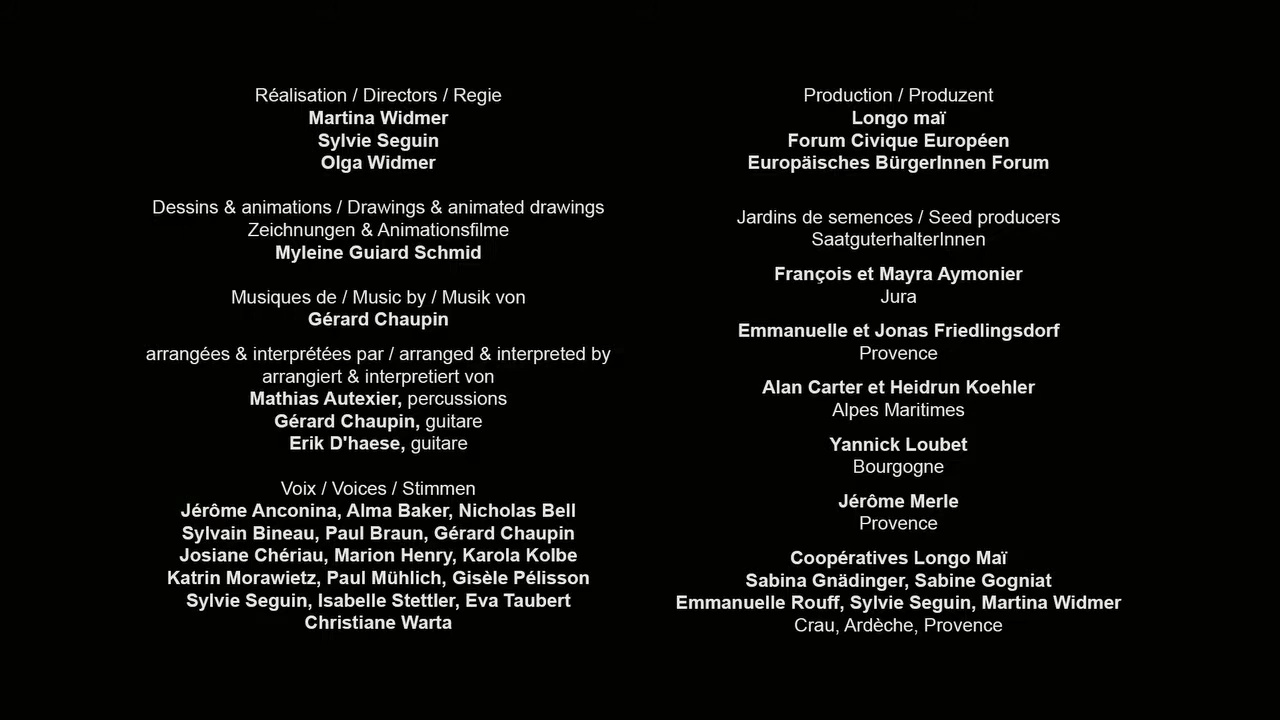 Réalisation / Directors / Regie
Martina Widmer
Sylvie Seguin
Olga Widmer
Dessins & animations / Drawings & animated drawings
Zeichnungen & Animationsfilme
Myleine Guiard Schmid
Musiques de / Music by / Musik von
Gérard Chaupin
arrangées & interprétées par / arranged & interpreted by
arrangiert & interpretiert von
Mathias Autexier, percussions
Gérard Chaupin, guitare
Erik D'haese, guitare
Voix / Voices / Stimmen
Jérôme Anconina, Alma Baker, Nicholas Bell
Sylvain Bineau, Paul Braun, Gérard Chaupin
Josiane Chériau, Marion Henry, Karola Kolbe
Katrin Morawietz, Paul Mühlich, Gisèle Pélisson
Sylvie Seguin, Isabelle Stettler, Eva Taubert
Christiane Warta
Production / Produzent
Longo maï
Forum Civique Européen
Europäisches BürgerInnen Forum
Jardins de semences / Seed producers
SaatguterhalterInnen
François et Mayra Aymonier
Jura
Emmanuelle et Jonas Friedlingsdorf
Provence
Alan Carter et Heidrun Koehler
Alpes Maritimes
Yannick Loubet
Bourgogne
Jérôme Merle
Provence
Coopératives Longo Maï
Sabina Gnädinger, Sabine Gogniat
Emmanuelle Rouff, Sylvie Seguin, Martina Widmer
Crau, Ardèche, Provence